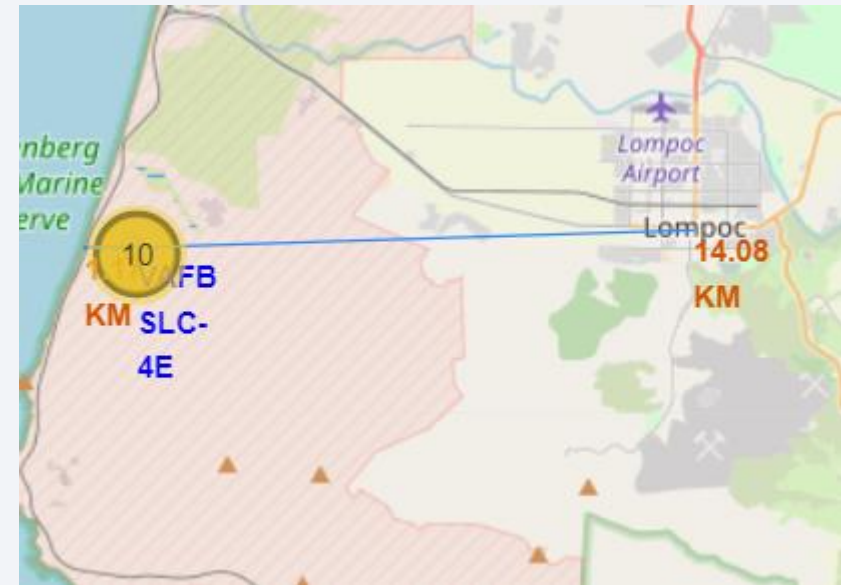 Lompoc
Airport
nberg
Marine
erve
Lompoc
14.08
KM
10
VAFB
KM
SLC-
4E